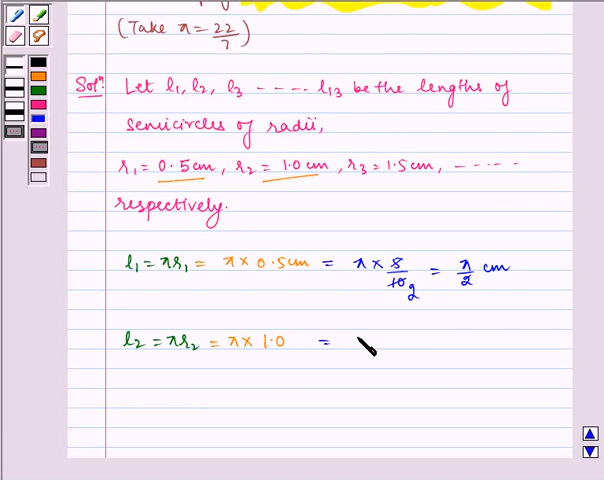 (Take π = 22/7)
Solⁿ. Let l₁, l₂, l₃ ---- l₁₃ be the lengths of
semicircles of radii,
r₁ = 0.5cm, r₂ = 1.0 cm, r₃ = 1.5cm, -----
respectively.
l₁ = πr₁ = π × 0.5cm = π × 5/10 2 = π/2 cm
l₂ = πr₂ = π × 1.0 =